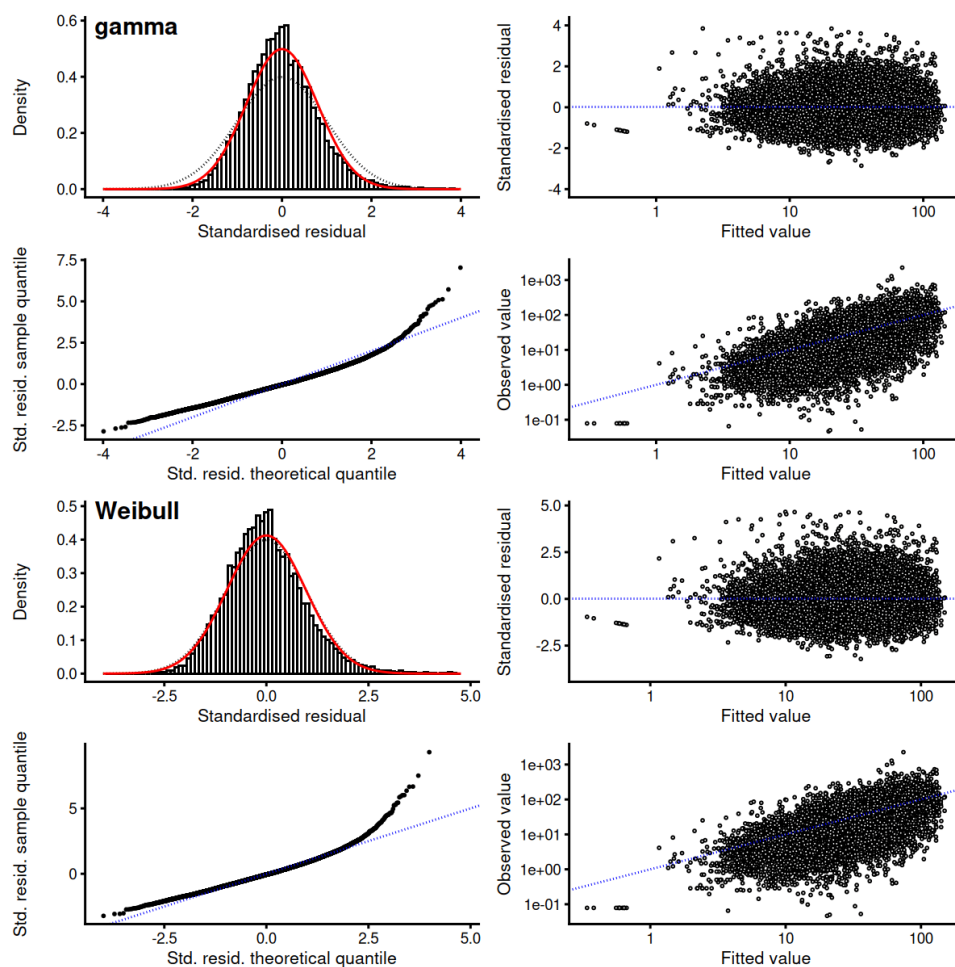 gamma
Density
0.6
0.4
0.2
0.0
-4 -2 0 2 4
Standardised residual
Standardised residual
4
2
0
-2
-4
1 10 100
Fitted value
Std. resid. sample quantile
7.5
5.0
2.5
0.0
-2.5
-4 -2 0 2 4
Std. resid. theoretical quantile
Observed value
1e+03
1e+02
1e+01
1e+00
1e-01
1 10 100
Fitted value
Weibull
Density
0.5
0.4
0.3
0.2
0.1
0.0
-2.5 0.0 2.5 5.0
Standardised residual
Standardised residual
5.0
2.5
0.0
-2.5
1 10 100
Fitted value
Std. resid. sample quantile
5
0
-2.5 0.0 2.5 5.0
Std. resid. theoretical quantile
Observed value
1e+03
1e+02
1e+01
1e+00
1e-01
1 10 100
Fitted value